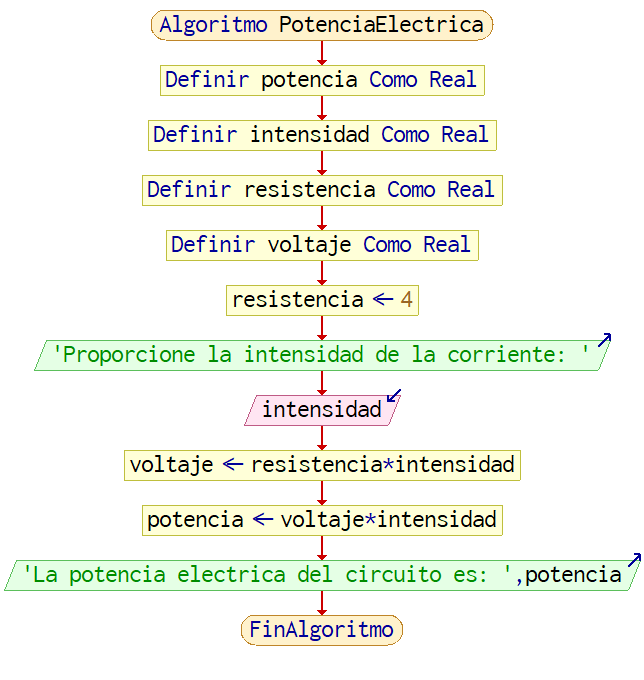 Algoritmo PotenciaElectrica
Definir potencia Como Real
Definir intensidad Como Real
Definir resistencia Como Real
Definir voltaje Como Real
resistencia ← 4
'Proporcione la intensidad de la corriente: '
intensidad
voltaje ← resistencia*intensidad
potencia ← voltaje*intensidad
'La potencia electrica del circuito es: ',potencia
FinAlgoritmo